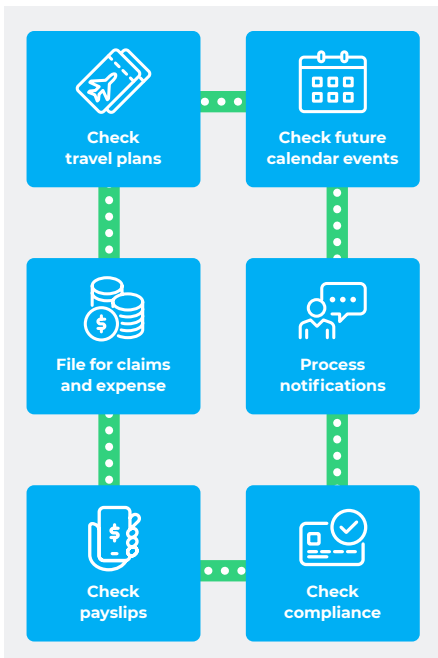 Check
travel plans
Check future
calendar events
File for claims
and expense
Process
notifications
Check
payslips
Check
compliance